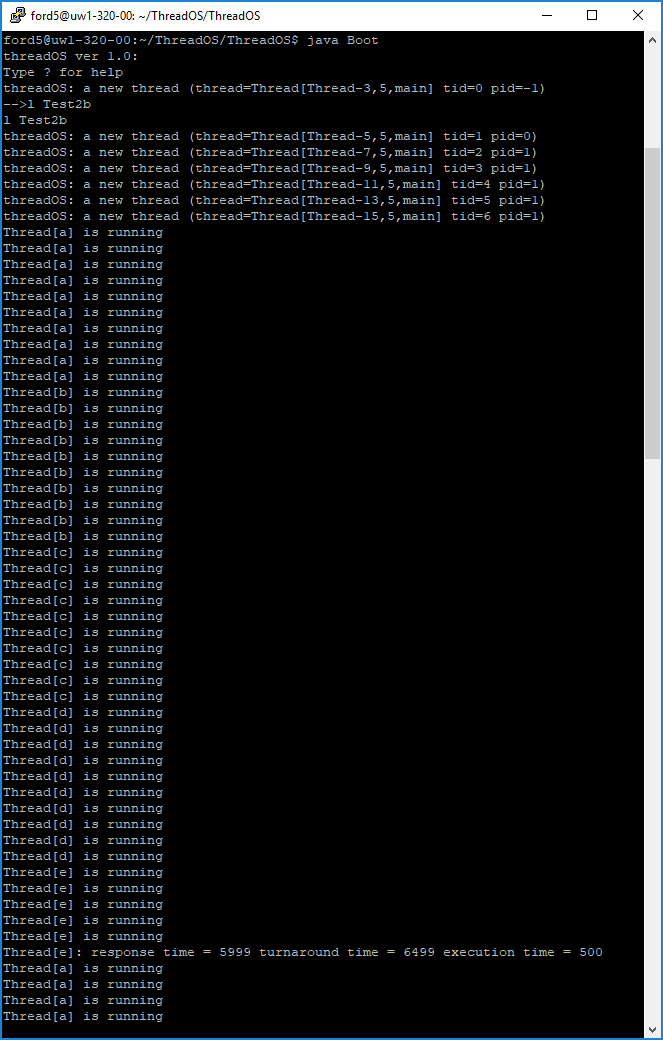 ford5@uw1-320-00: ~/ThreadOS/ThreadOS
ford5@uw1-320-00:~/ThreadOS/ThreadOS$ java Boot
threadOS ver 1.0:
Type ? for help
threadOS: a new thread (thread=Thread[Thread-3,5,main] tid=0 pid=-1)
-->l Test2b
l Test2b
threadOS: a new thread (thread=Thread[Thread-5,5,main] tid=1 pid=0)
threadOS: a new thread (thread=Thread[Thread-7,5,main] tid=2 pid=1)
threadOS: a new thread (thread=Thread[Thread-9,5,main] tid=3 pid=1)
threadOS: a new thread (thread=Thread[Thread-11,5,main] tid=4 pid=1)
threadOS: a new thread (thread=Thread[Thread-13,5,main] tid=5 pid=1)
threadOS: a new thread (thread=Thread[Thread-15,5,main] tid=6 pid=1)
Thread[a] is running
Thread[a] is running
Thread[a] is running
Thread[a] is running
Thread[a] is running
Thread[a] is running
Thread[a] is running
Thread[a] is running
Thread[a] is running
Thread[a] is running
Thread[b] is running
Thread[b] is running
Thread[b] is running
Thread[b] is running
Thread[b] is running
Thread[b] is running
Thread[b] is running
Thread[b] is running
Thread[b] is running
Thread[b] is running
Thread[c] is running
Thread[c] is running
Thread[c] is running
Thread[c] is running
Thread[c] is running
Thread[c] is running
Thread[c] is running
Thread[c] is running
Thread[c] is running
Thread[c] is running
Thread[d] is running
Thread[d] is running
Thread[d] is running
Thread[d] is running
Thread[d] is running
Thread[d] is running
Thread[d] is running
Thread[d] is running
Thread[d] is running
Thread[d] is running
Thread[e] is running
Thread[e] is running
Thread[e] is running
Thread[e] is running
Thread[e] is running
Thread[e]: response time = 5999 turnaround time = 6499 execution time = 500
Thread[a] is running
Thread[a] is running
Thread[a] is running
Thread[a] is running